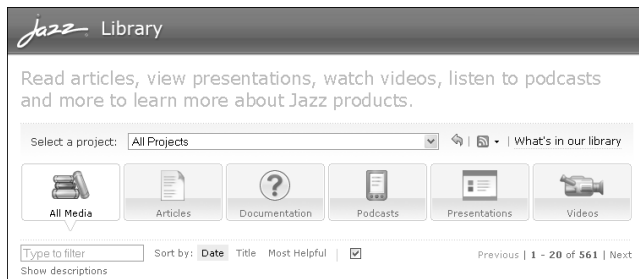 jazz Library
Read articles, view presentations, watch videos, listen to podcasts
and more to learn more about Jazz products.
Select a project: All Projects | | What's in our library
All Media Articles Documentation Podcasts Presentations Videos
Type to filter Sort by: Date Title Most Helpful | Previous | 1 - 20 of 561 | Next
Show descriptions